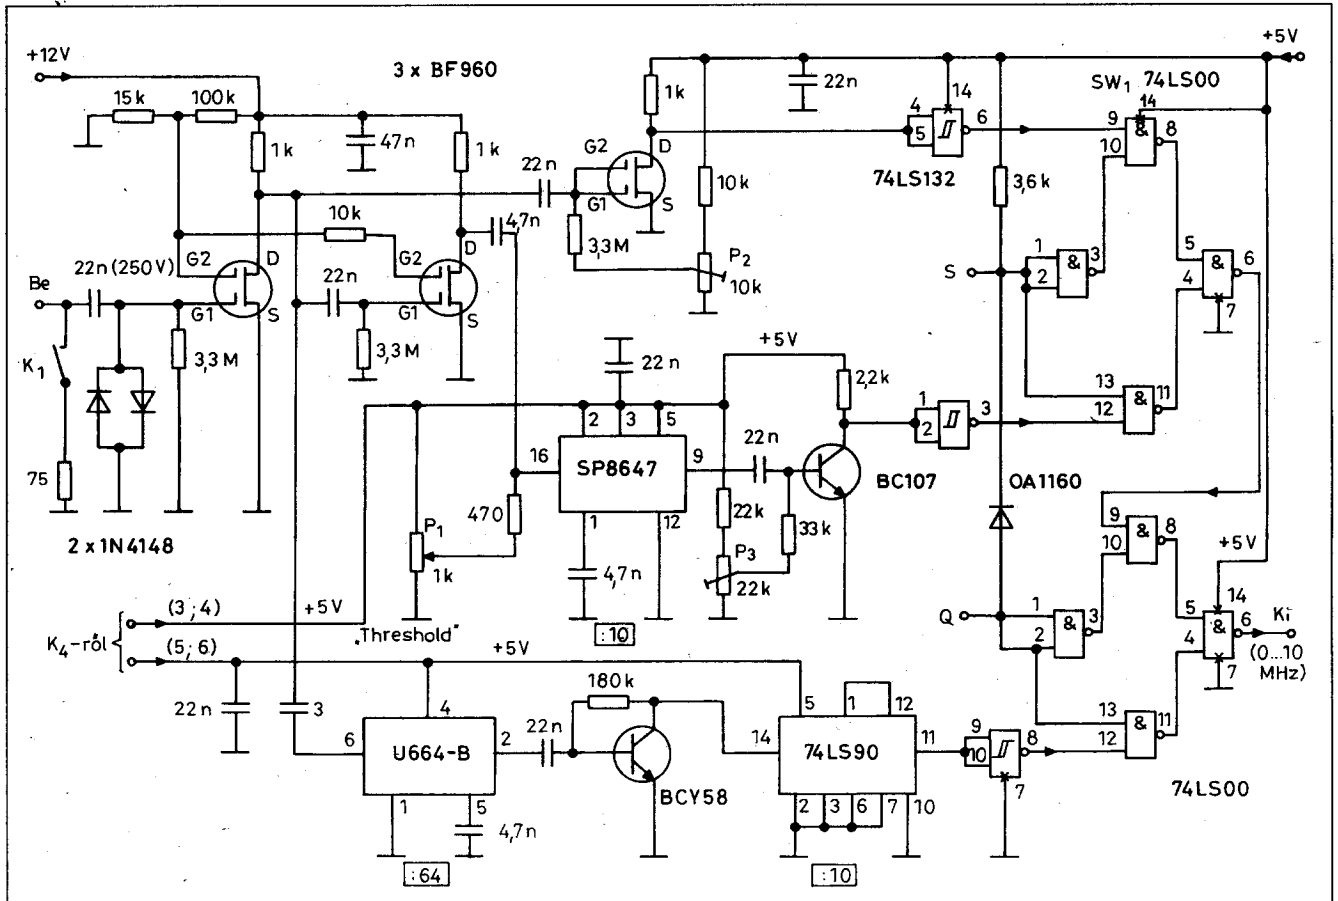 +12V
3 x BF960
+5V
SW₁ 74LS00
15k
100k
1k
47n
1k
1k
22n
14
4
5
6
74LS132
14
9
10
&
8
22n
G2
D
G1
S
3,3M
10k
P₂
10k
3,6k
10k
4,7n
G2
D
G1
S
22n(250V)
Be
22n
G2
D
G1
S
3,3M
3,3M
S
1
2
&
3
5
4
&
6
7
K₁
75
2 x 1N4148
22n
+5V
2,2k
13
12
&
11
1
2
3
2
3
5
16
SP8647
9
22n
BC107
OA1160
470
1
12
P₁
1k
4,7n
22k
33k
P₃
22k
9
10
&
8
+5V
14
(3;4)
+5V
„Threshold”
:10
K₄-ről
(5;6)
+5V
Q
1
2
&
3
5
4
&
6
Ki
(0...10
MHz)
7
22n
3
4
6
U664-B
2
22n
180k
BCY58
5
1
12
14
74LS90
11
9
10
8
7
13
12
&
11
74LS00
1
5
4,7n
2
3
6
7
10
:64
:10